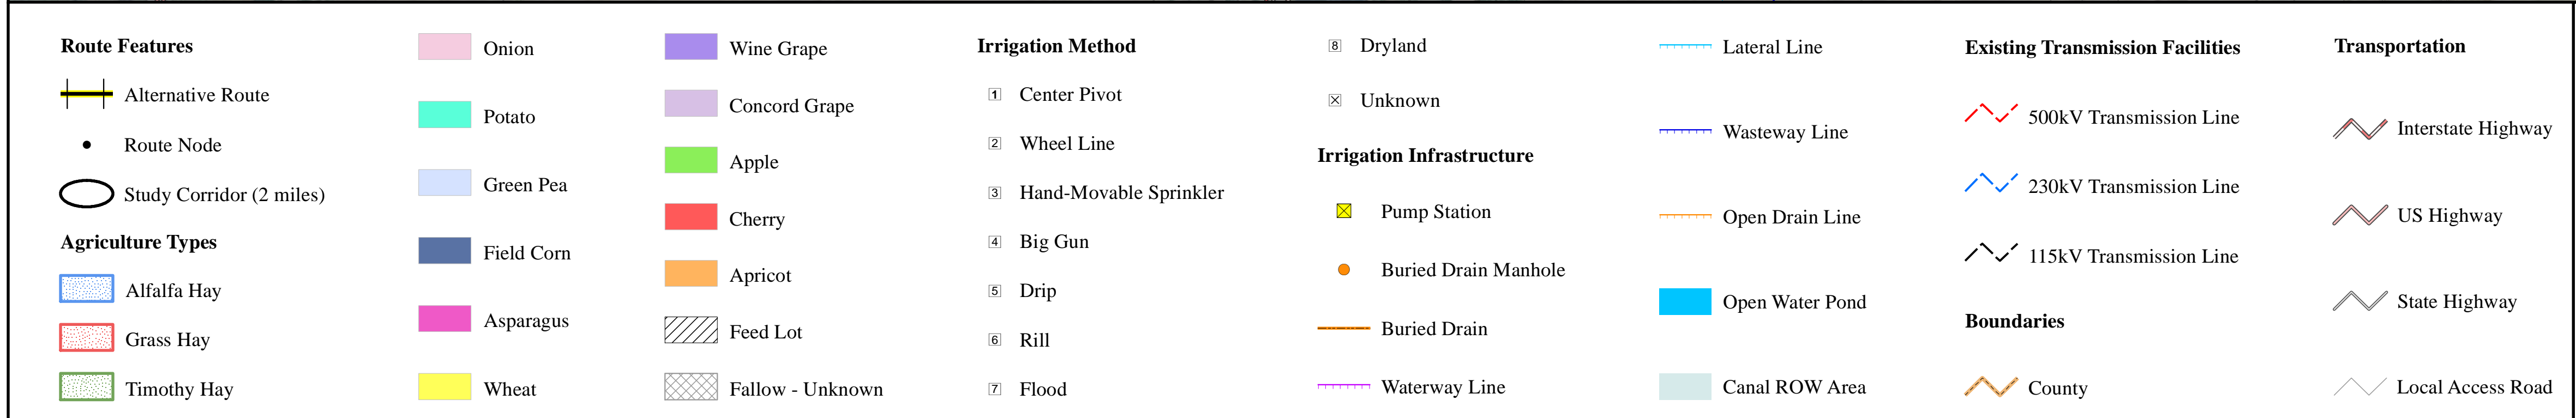 Route Features
Alternative Route
Route Node
Study Corridor (2 miles)
Agriculture Types
Alfalfa Hay
Grass Hay
Timothy Hay
Onion
Potato
Green Pea
Field Corn
Asparagus
Wheat
Wine Grape
Concord Grape
Apple
Cherry
Apricot
Feed Lot
Fallow - Unknown
Irrigation Method
1 Center Pivot
2 Wheel Line
3 Hand-Movable Sprinkler
4 Big Gun
5 Drip
6 Rill
7 Flood
8 Dryland
Unknown
Irrigation Infrastructure
Pump Station
Buried Drain Manhole
Buried Drain
Waterway Line
Lateral Line
Wasteway Line
Open Drain Line
Open Water Pond
Canal ROW Area
Existing Transmission Facilities
500kV Transmission Line
230kV Transmission Line
115kV Transmission Line
Boundaries
County
Transportation
Interstate Highway
US Highway
State Highway
Local Access Road